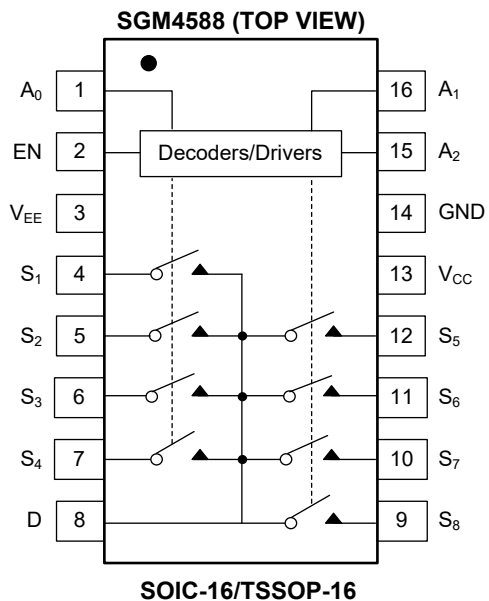 SGM4588 (TOP VIEW)
A₀ 1 16 A₁
EN 2 Decoders/Drivers 15 A₂
V_EE 3 14 GND
S₁ 4 13 V_CC
S₂ 5 12 S₅
S₃ 6 11 S₆
S₄ 7 10 S₇
D 8 9 S₈
SOIC-16/TSSOP-16